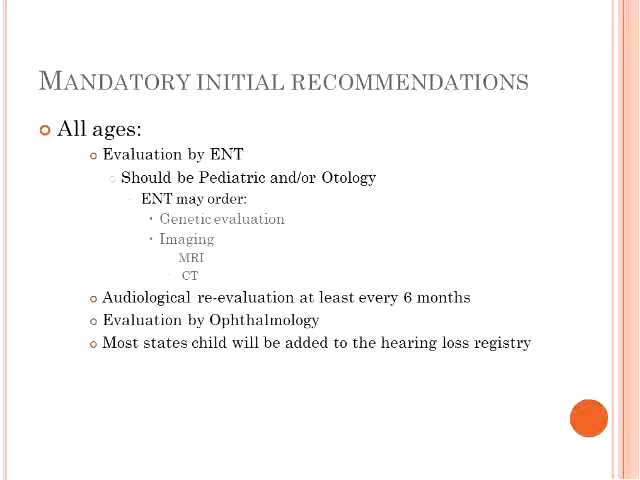 MANDATORY INITIAL RECOMMENDATIONS
All ages:
Evaluation by ENT
Should be Pediatric and/or Otology
ENT may order:
Genetic evaluation
Imaging
MRI
CT
Audiological re-evaluation at least every 6 months
Evaluation by Ophthalmology
Most states child will be added to the hearing loss registry